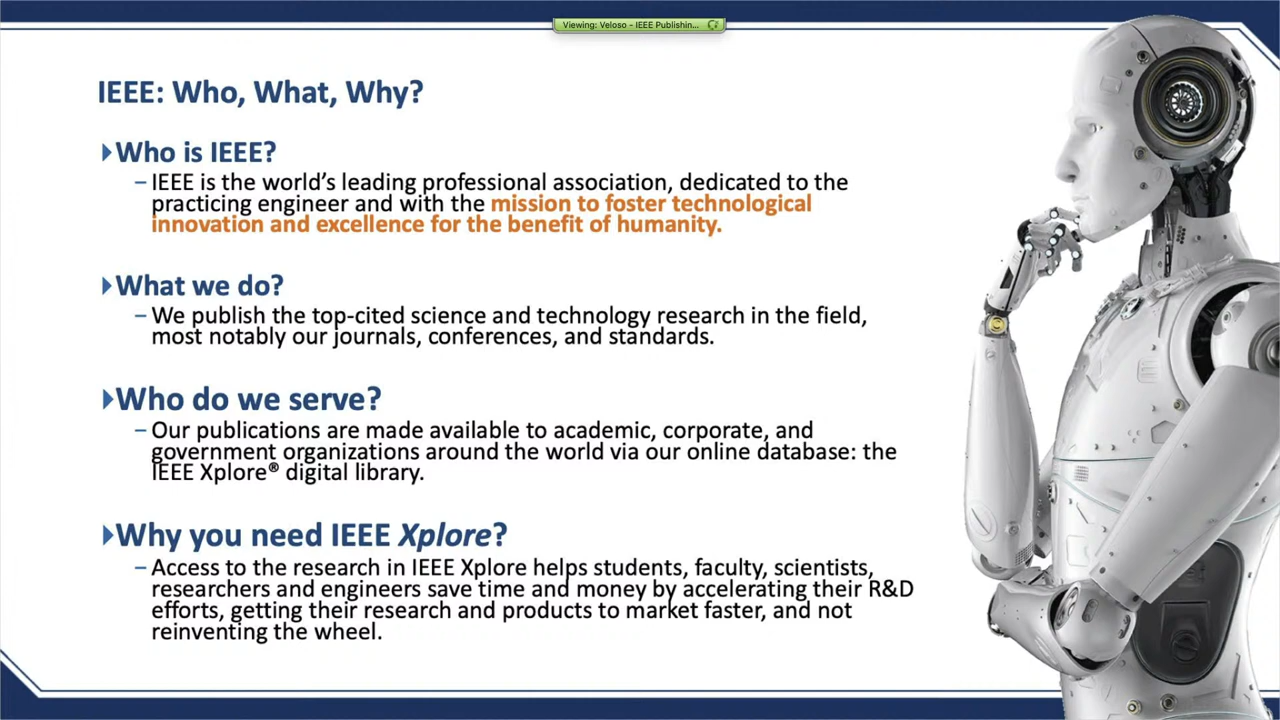 Viewing: Veloso - IEEE Publishin...
IEEE: Who, What, Why?
Who is IEEE?
– IEEE is the world's leading professional association, dedicated to the
practicing engineer and with the mission to foster technological
innovation and excellence for the benefit of humanity.
What we do?
– We publish the top-cited science and technology research in the field,
most notably our journals, conferences, and standards.
Who do we serve?
– Our publications are made available to academic, corporate, and
government organizations around the world via our online database: the
IEEE Xplore® digital library.
Why you need IEEE Xplore?
– Access to the research in IEEE Xplore helps students, faculty, scientists,
researchers and engineers save time and money by accelerating their R&D
efforts, getting their research and products to market faster, and not
reinventing the wheel.